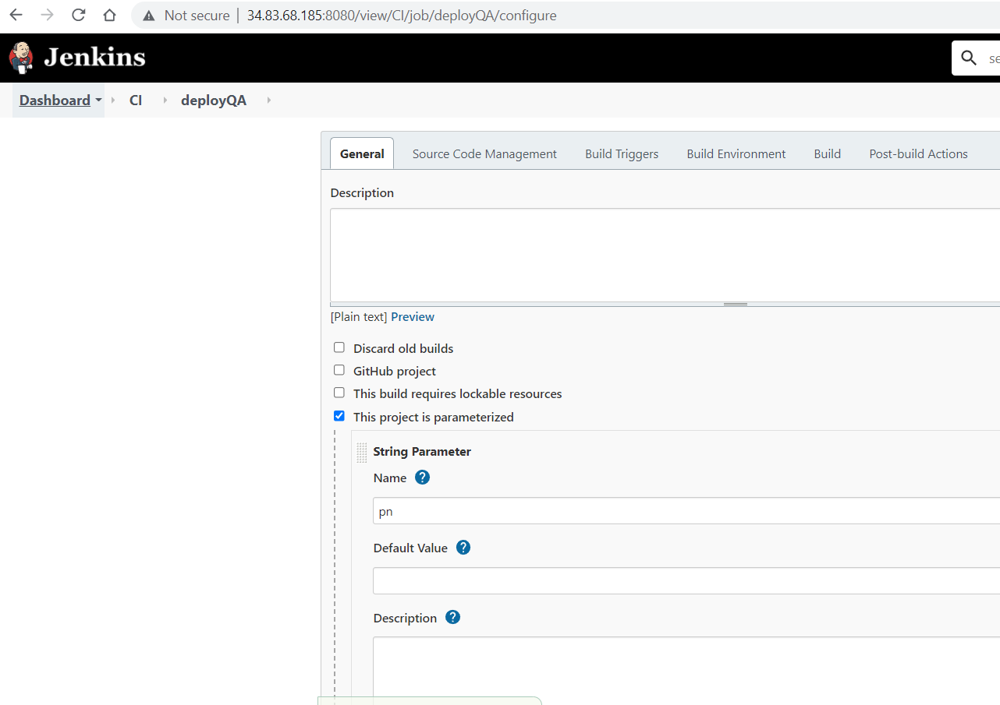 Not secure | 34.83.68.185:8080/view/CI/job/deployQA/configure
Jenkins
se
Dashboard CI deployQA
General Source Code Management Build Triggers Build Environment Build Post-build Actions
Description
[Plain text] Preview
Discard old builds
GitHub project
This build requires lockable resources
This project is parameterized
String Parameter
Name ?
pn
Default Value ?
Description ?